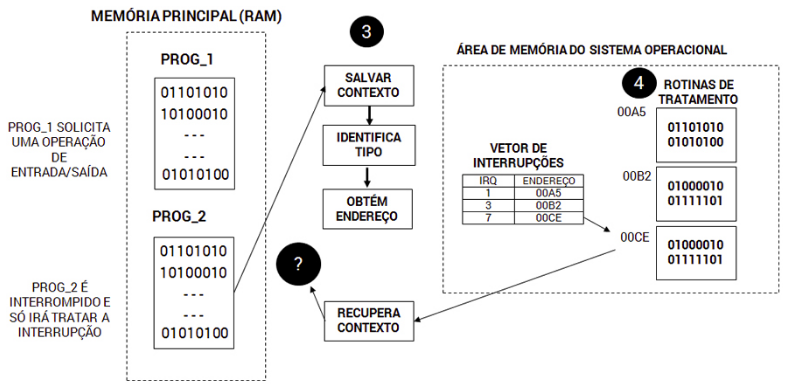 MEMÓRIA PRINCIPAL (RAM)
PROG_1
01101010
10100010
---
---
01010100
PROG_1 SOLICITA
UMA OPERAÇÃO
DE
ENTRADA/SAÍDA
PROG_2
01101010
10100010
---
---
01010100
PROG_2 É
INTERROMPIDO E
SÓ IRÁ TRATAR A
INTERRUPÇÃO
3
SALVAR
CONTEXTO
IDENTIFICA
TIPO
OBTÉM
ENDEREÇO
?
RECUPERA
CONTEXTO
ÁREA DE MEMÓRIA DO SISTEMA OPERACIONAL
VETOR DE
INTERRUPÇÕES
IRQ ENDEREÇO
1 00A5
3 00B2
7 00CE
4
ROTINAS DE
TRATAMENTO
00A5
01101010
01010100
00B2
01000010
01111101
00CE
01000010
01111101